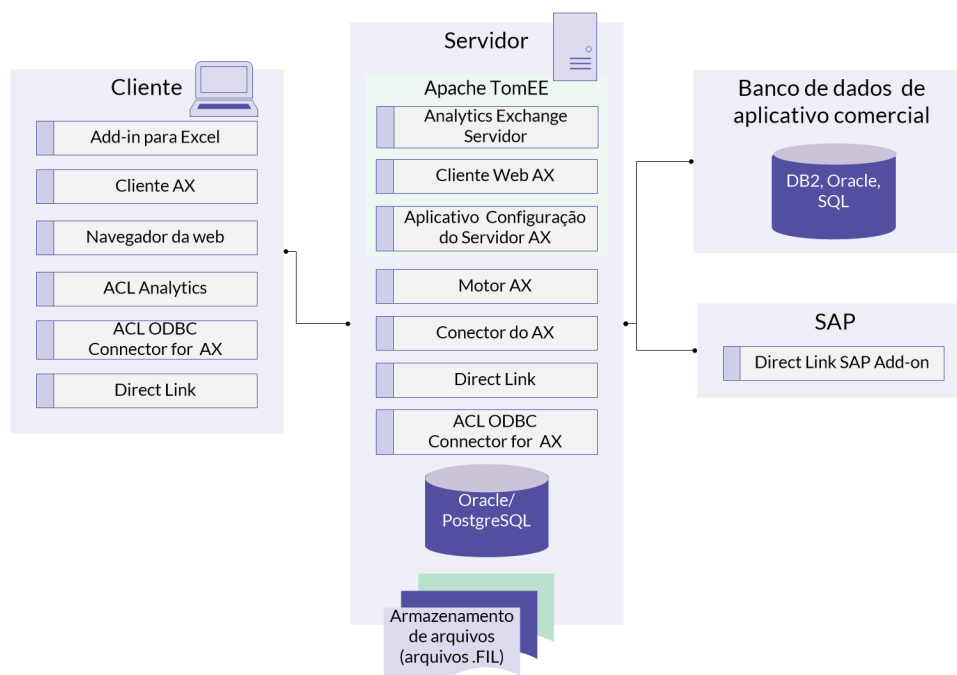 Cliente
Add-in para Excel
Cliente AX
Navegador da web
ACL Analytics
ACL ODBC
Connector for AX
Direct Link
Servidor
Apache TomEE
Analytics Exchange
Servidor
Cliente Web AX
Aplicativo Configuração
do Servidor AX
Motor AX
Conector do AX
Direct Link
ACL ODBC
Connector for AX
Oracle/
PostgreSQL
Armazenamento
de arquivos
(arquivos .FIL)
Banco de dados de
aplicativo comercial
DB2, Oracle,
SQL
SAP
Direct Link SAP Add-on